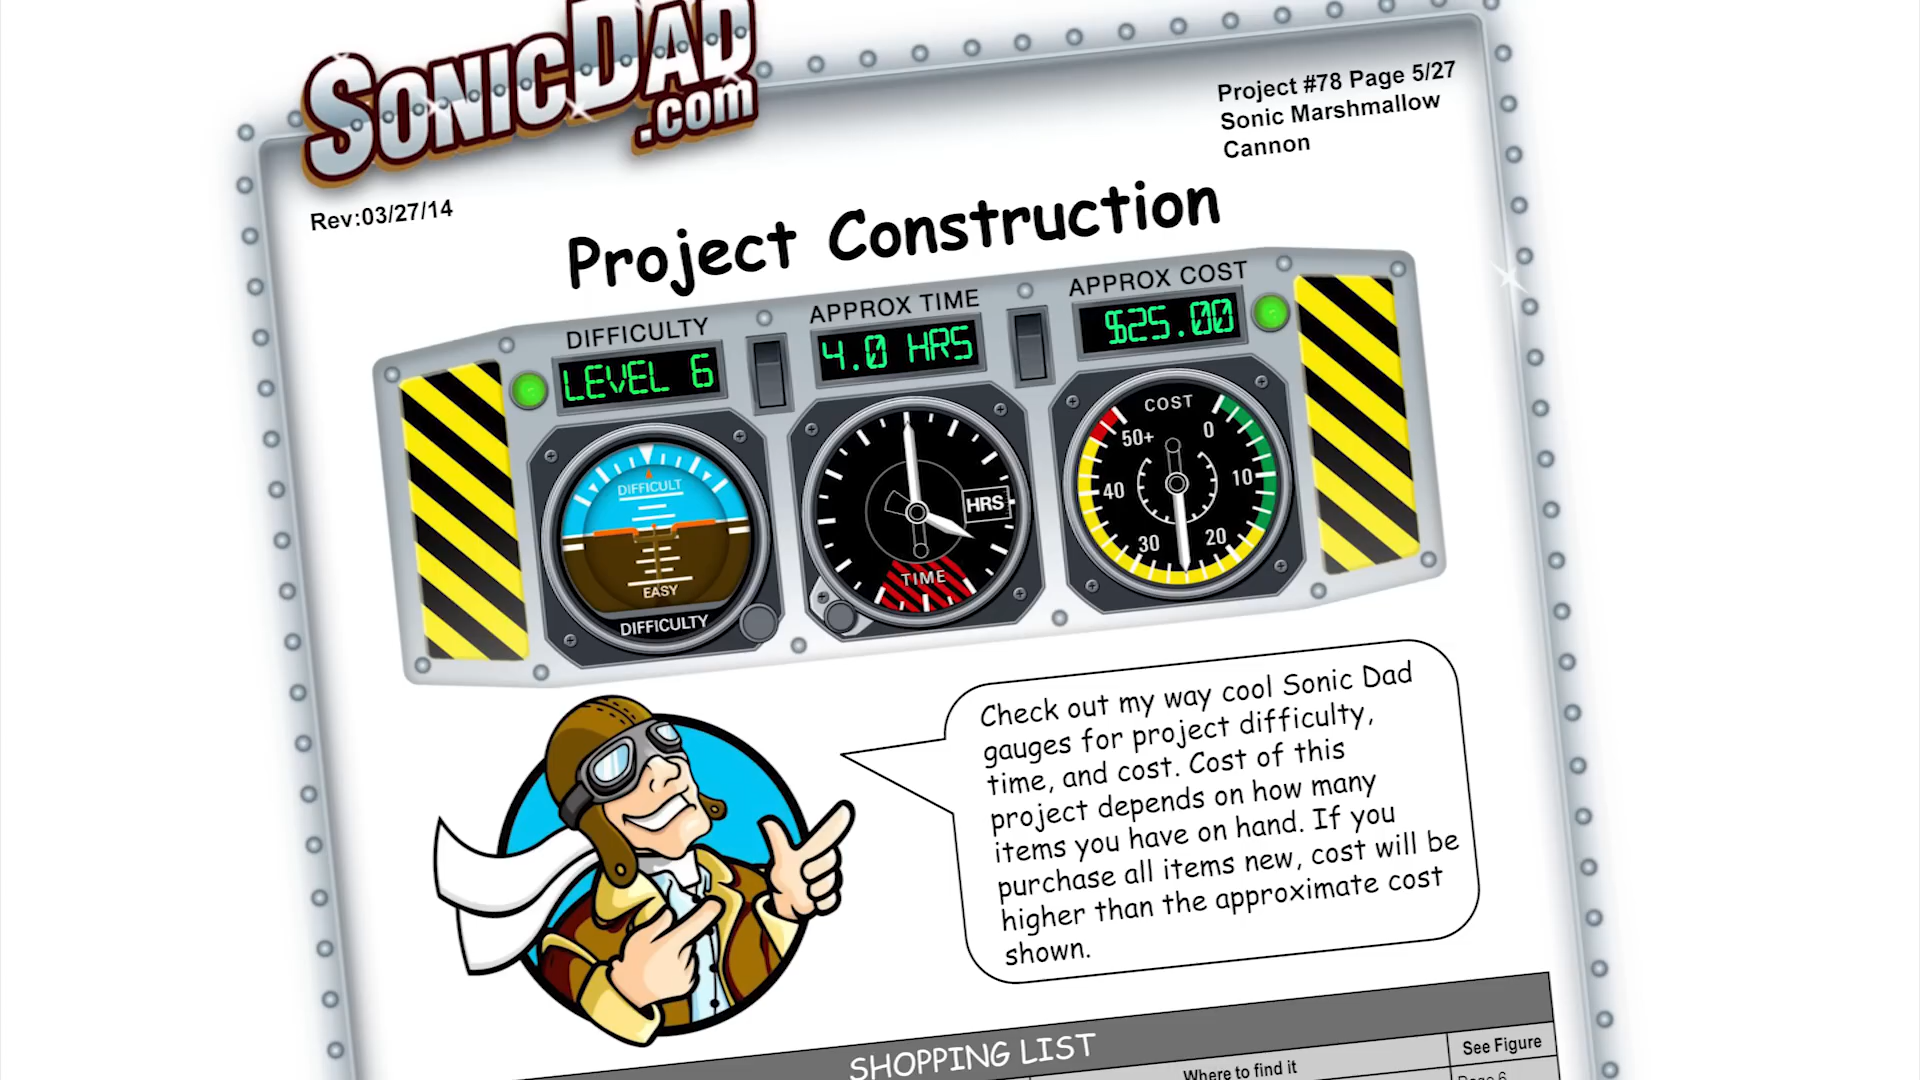 SonicDad
.com
Project #78 Page 5/27
Sonic Marshmallow
Cannon
Rev:03/27/14
Project Construction
DIFFICULTY
APPROX TIME
APPROX COST
LEVEL 6
4.0 HRS
$25.00
DIFFICULT
EASY
DIFFICULTY
HRS
TIME
COST
50+
0
40
10
30
20
Check out my way cool Sonic Dad
gauges for project difficulty,
time, and cost. Cost of this
project depends on how many
items you have on hand. If you
purchase all items new, cost will be
higher than the approximate cost
shown.
SHOPPING LIST
Where to find it
See Figure
Page 6